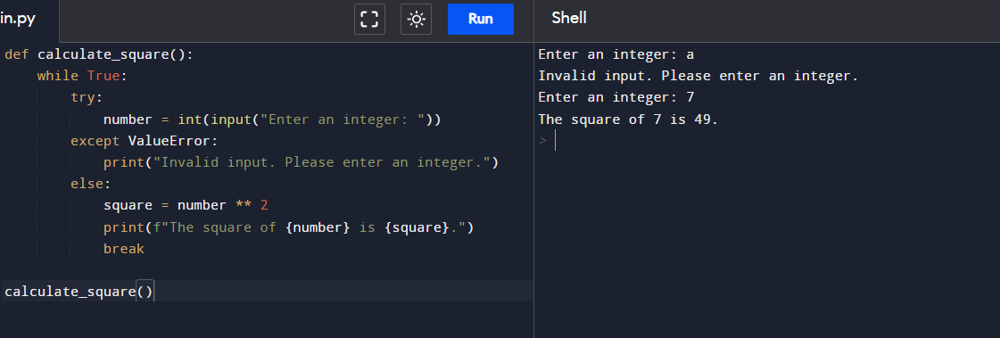 in.py
Run
Shell
def calculate_square():
    while True:
        try:
            number = int(input("Enter an integer: "))
        except ValueError:
            print("Invalid input. Please enter an integer.")
        else:
            square = number ** 2
            print(f"The square of {number} is {square}.")
            break
calculate_square()
Enter an integer: a
Invalid input. Please enter an integer.
Enter an integer: 7
The square of 7 is 49.
>